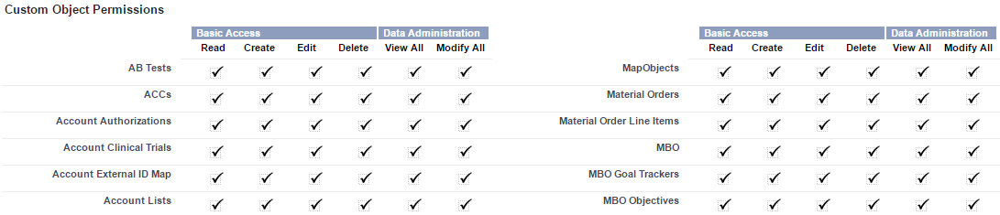 Custom Object Permissions
Basic Access Data Administration Basic Access Data Administration
Read Create Edit Delete View All Modify All Read Create Edit Delete View All Modify All
AB Tests MapObjects
ACCs Material Orders
Account Authorizations Material Order Line Items
Account Clinical Trials MBO
Account External ID Map MBO Goal Trackers
Account Lists MBO Objectives